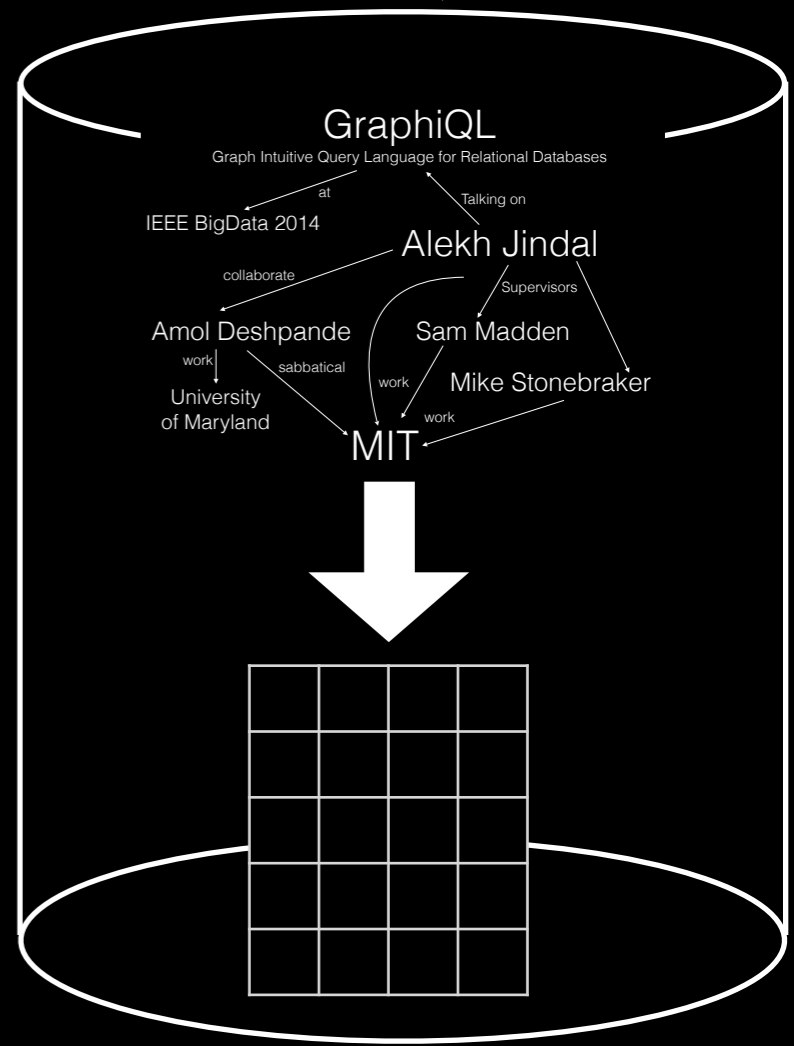 GraphiQL
Graph Intuitive Query Language for Relational Databases
at
Talking on
IEEE BigData 2014
Alekh Jindal
collaborate
Supervisors
Amol Deshpande
Sam Madden
work
sabbatical
work
Mike Stonebraker
University
of Maryland
work
MIT